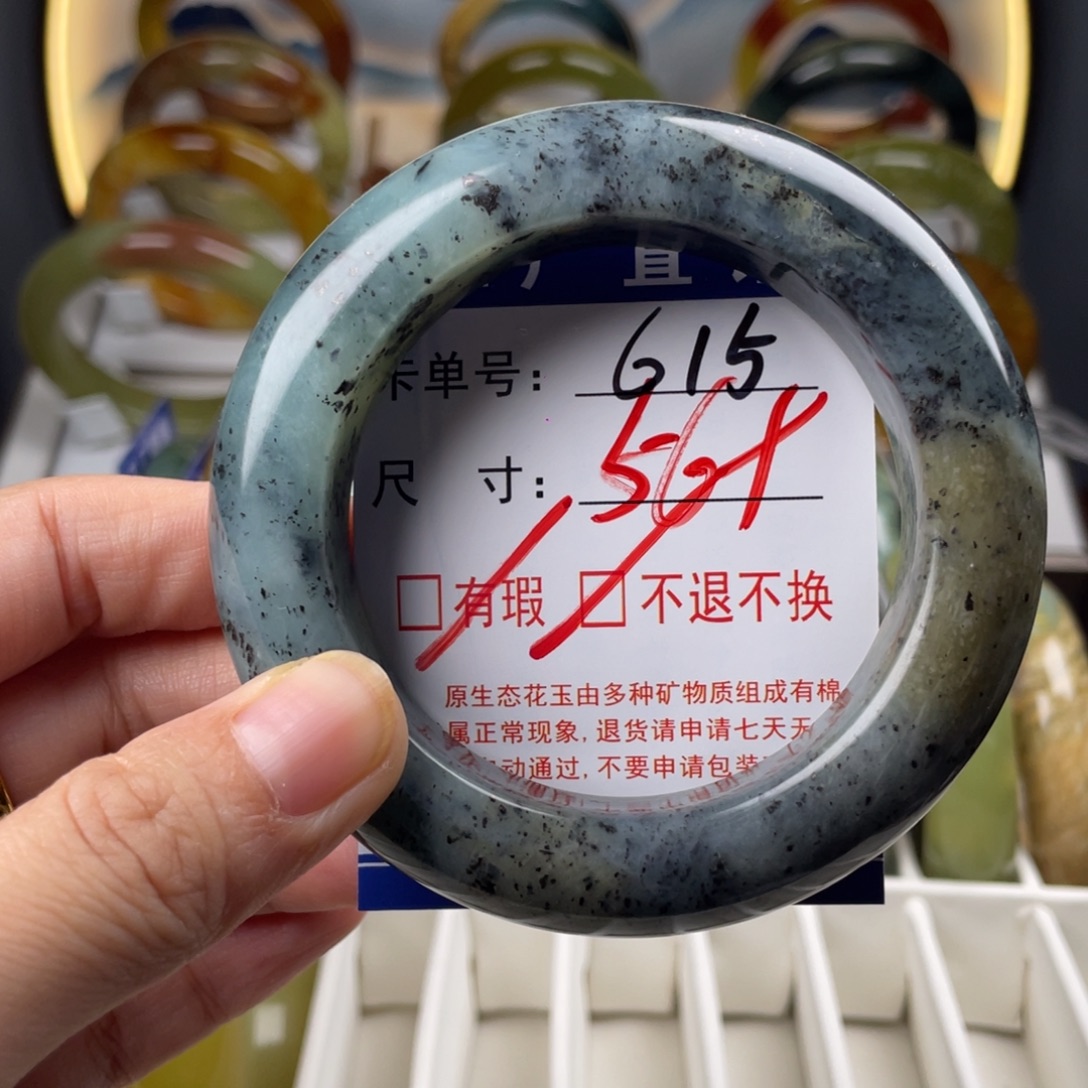 厂直
卡单号: 615
尺寸: 56
有瑕 不退不换
原生态花玉由多种矿物质组成有棉
属正常现象,退货请申请七天无
动通过,不要申请包装